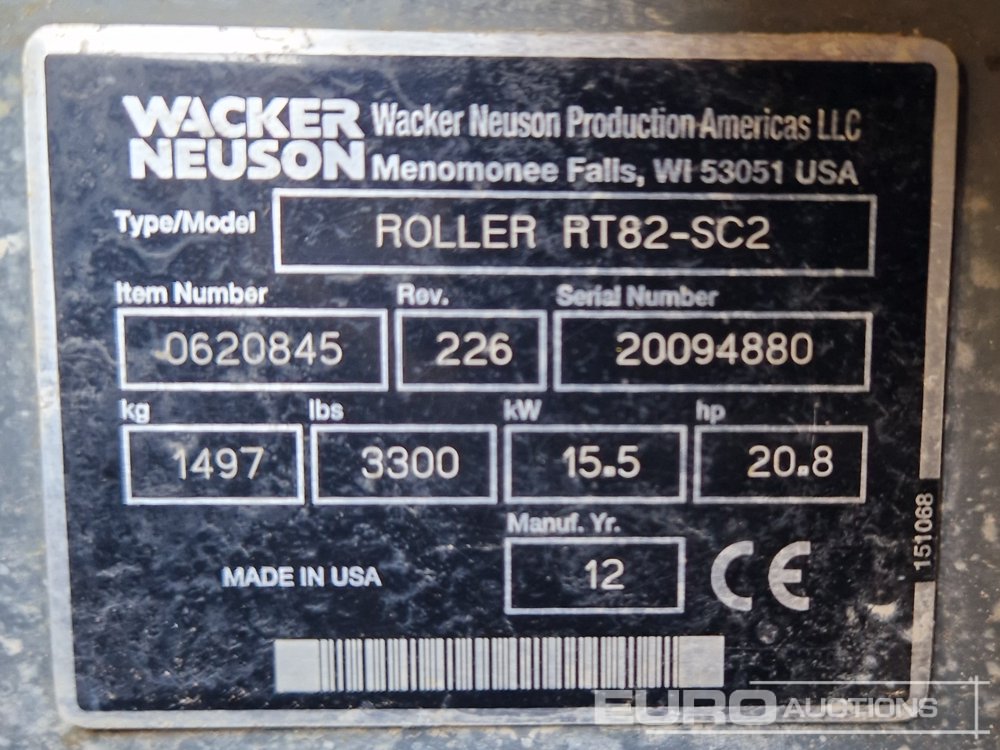 WACKER NEUSON
Wacker Neuson Production Americas LLC
Menomonee Falls, WI 53051 USA
Type/Model
ROLLER RT82-SC2
Item Number
Rev.
Serial Number
0620845
226
20094880
kg
lbs
kW
hp
1497
3300
15.5
20.8
Manuf. Yr.
MADE IN USA
12
CE
151068
EURO AUCTIONS